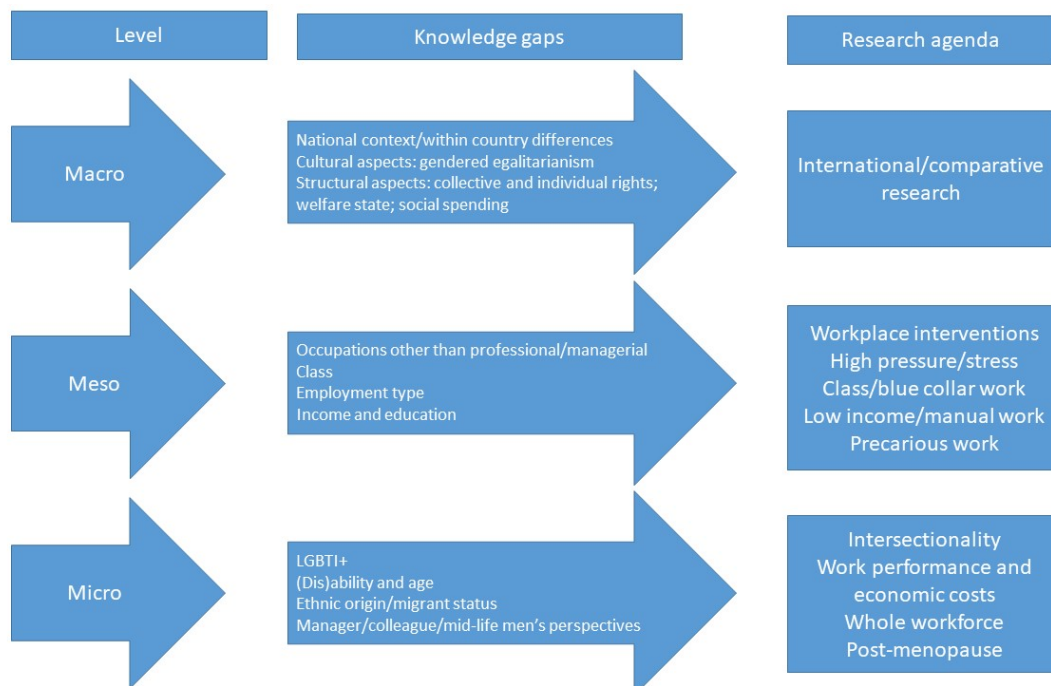 Level
Knowledge gaps
Research agenda
Macro
National context/within country differences
Cultural aspects: gendered egalitarianism
Structural aspects: collective and individual rights;
welfare state; social spending
International/comparative
research
Meso
Occupations other than professional/managerial
Class
Employment type
Income and education
Workplace interventions
High pressure/stress
Class/blue collar work
Low income/manual work
Precarious work
Micro
LGBTI+
(Dis)ability and age
Ethnic origin/migrant status
Manager/colleague/mid-life men's perspectives
Intersectionality
Work performance and
economic costs
Whole workforce
Post-menopause